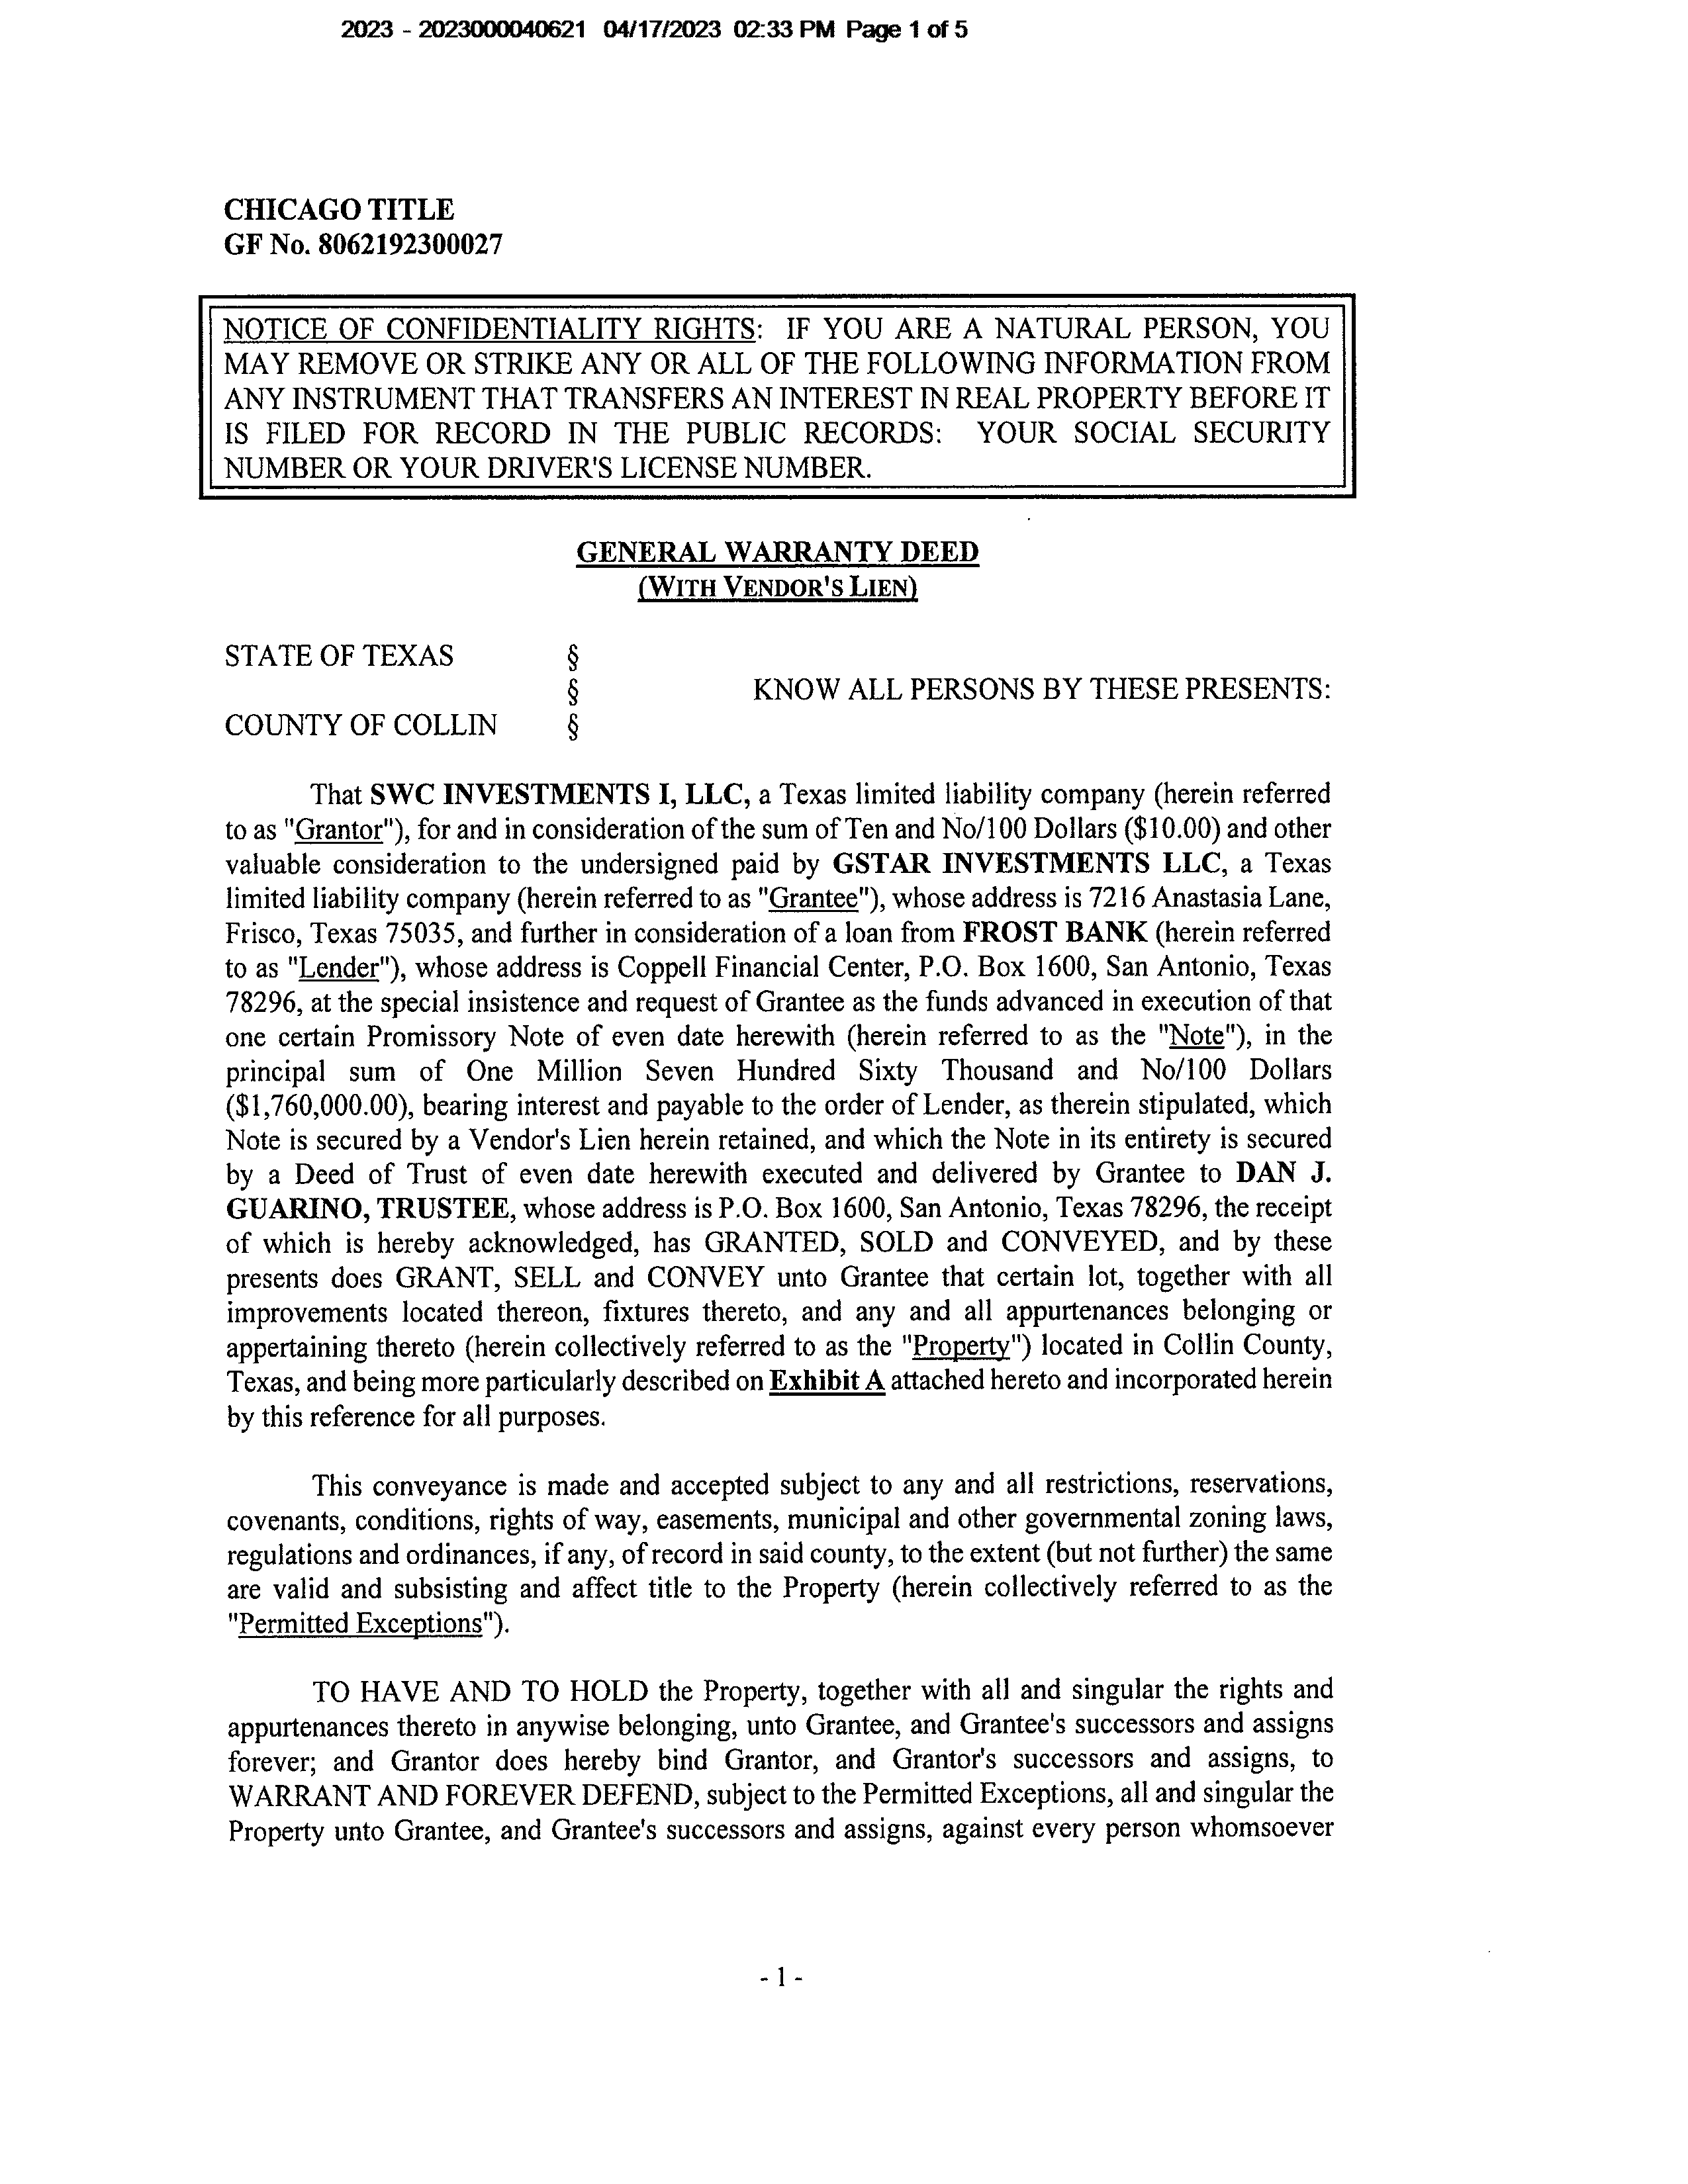 2023 - 2023000040621 04/17/2023 02:33 PM Page 1 of 5
CHICAGO TITLE
GF No. 8062192300027
NOTICE OF CONFIDENTIALITY RIGHTS: IF YOU ARE A NATURAL PERSON, YOU
MAY REMOVE OR STRIKE ANY OR ALL OF THE FOLLOWING INFORMATION FROM
ANY INSTRUMENT THAT TRANSFERS AN INTEREST IN REAL PROPERTY BEFORE IT
IS FILED FOR RECORD IN THE PUBLIC RECORDS: YOUR SOCIAL SECURITY
NUMBER OR YOUR DRIVER'S LICENSE NUMBER.
GENERAL WARRANTY DEED
(WITH VENDOR'S LIEN)
STATE OF TEXAS §
§ KNOW ALL PERSONS BY THESE PRESENTS:
COUNTY OF COLLIN §
That SWC INVESTMENTS I, LLC, a Texas limited liability company (herein referred
to as "Grantor"), for and in consideration of the sum of Ten and No/100 Dollars ($10.00) and other
valuable consideration to the undersigned paid by GSTAR INVESTMENTS LLC, a Texas
limited liability company (herein referred to as "Grantee"), whose address is 7216 Anastasia Lane,
Frisco, Texas 75035, and further in consideration of a loan from FROST BANK (herein referred
to as "Lender"), whose address is Coppell Financial Center, P.O. Box 1600, San Antonio, Texas
78296, at the special insistence and request of Grantee as the funds advanced in execution of that
one certain Promissory Note of even date herewith (herein referred to as the "Note"), in the
principal sum of One Million Seven Hundred Sixty Thousand and No/100 Dollars
($1,760,000.00), bearing interest and payable to the order of Lender, as therein stipulated, which
Note is secured by a Vendor's Lien herein retained, and which the Note in its entirety is secured
by a Deed of Trust of even date herewith executed and delivered by Grantee to DAN J.
GUARINO, TRUSTEE, whose address is P.O. Box 1600, San Antonio, Texas 78296, the receipt
of which is hereby acknowledged, has GRANTED, SOLD and CONVEYED, and by these
presents does GRANT, SELL and CONVEY unto Grantee that certain lot, together with all
improvements located thereon, fixtures thereto, and any and all appurtenances belonging or
appertaining thereto (herein collectively referred to as the "Property") located in Collin County,
Texas, and being more particularly described on Exhibit A attached hereto and incorporated herein
by this reference for all purposes.
This conveyance is made and accepted subject to any and all restrictions, reservations,
covenants, conditions, rights of way, easements, municipal and other governmental zoning laws,
regulations and ordinances, if any, of record in said county, to the extent (but not further) the same
are valid and subsisting and affect title to the Property (herein collectively referred to as the
"Permitted Exceptions").
TO HAVE AND TO HOLD the Property, together with all and singular the rights and
appurtenances thereto in anywise belonging, unto Grantee, and Grantee's successors and assigns
forever; and Grantor does hereby bind Grantor, and Grantor's successors and assigns, to
WARRANT AND FOREVER DEFEND, subject to the Permitted Exceptions, all and singular the
Property unto Grantee, and Grantee's successors and assigns, against every person whomsoever
- 1 -